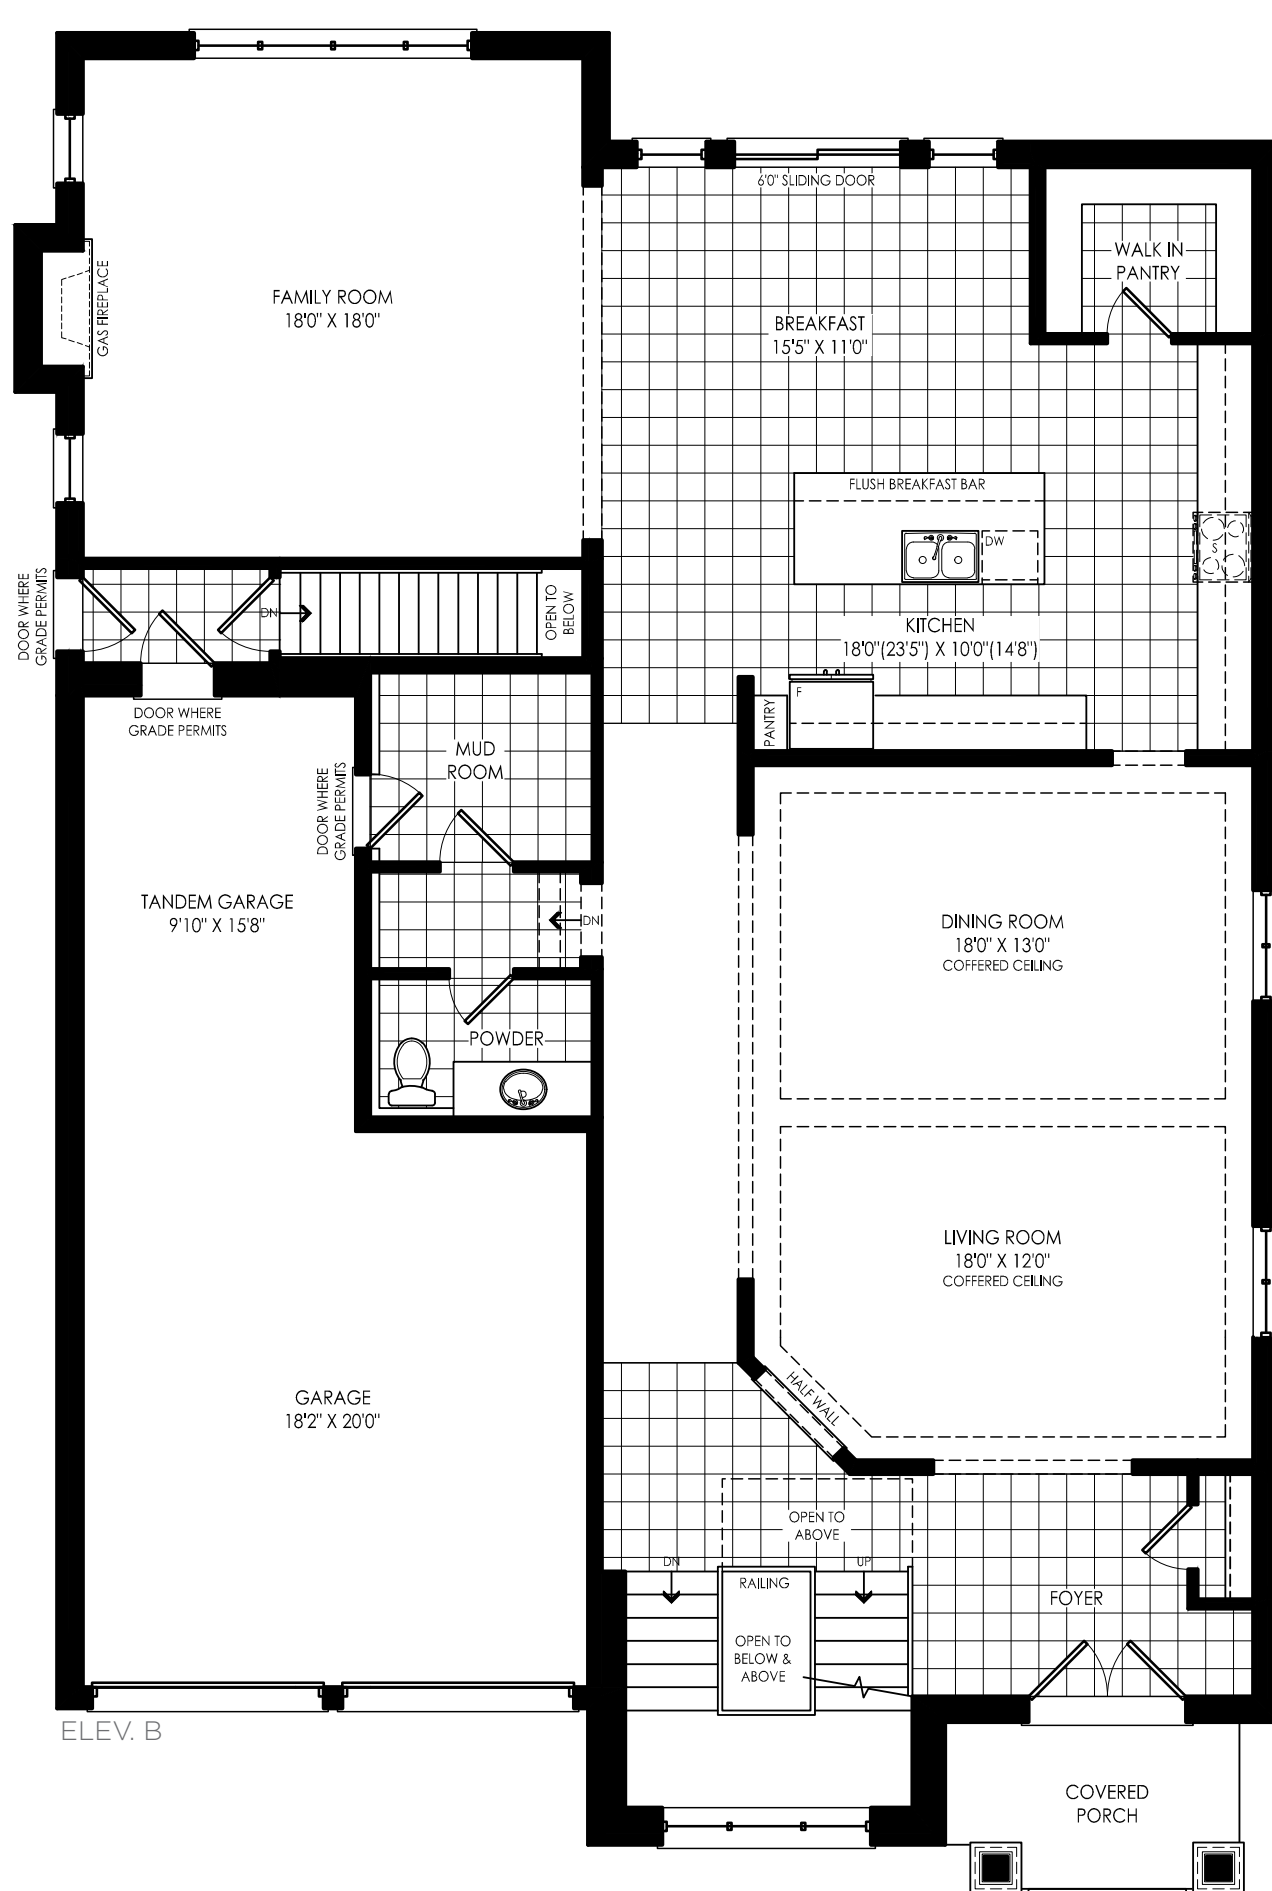 6'0" SLIDING DOOR
WALK IN
PANTRY
GAS FIREPLACE
FAMILY ROOM
18'0" X 18'0"
BREAKFAST
15'5" X 11'0"
FLUSH BREAKFAST BAR
DW
S
DOOR WHERE
GRADE PERMITS
DN
OPEN TO
BELOW
KITCHEN
18'0"(23'5") X 10'0"(14'8")
F
PANTRY
DOOR WHERE
GRADE PERMITS
MUD
ROOM
DOOR WHERE
GRADE PERMITS
TANDEM GARAGE
9'10" X 15'8"
DN
DINING ROOM
18'0" X 13'0"
COFFERED CEILING
POWDER
LIVING ROOM
18'0" X 12'0"
COFFERED CEILING
HALF WALL
GARAGE
18'2" X 20'0"
OPEN TO
ABOVE
DN
UP
RAILING
FOYER
OPEN TO
BELOW &
ABOVE
ELEV. B
COVERED
PORCH